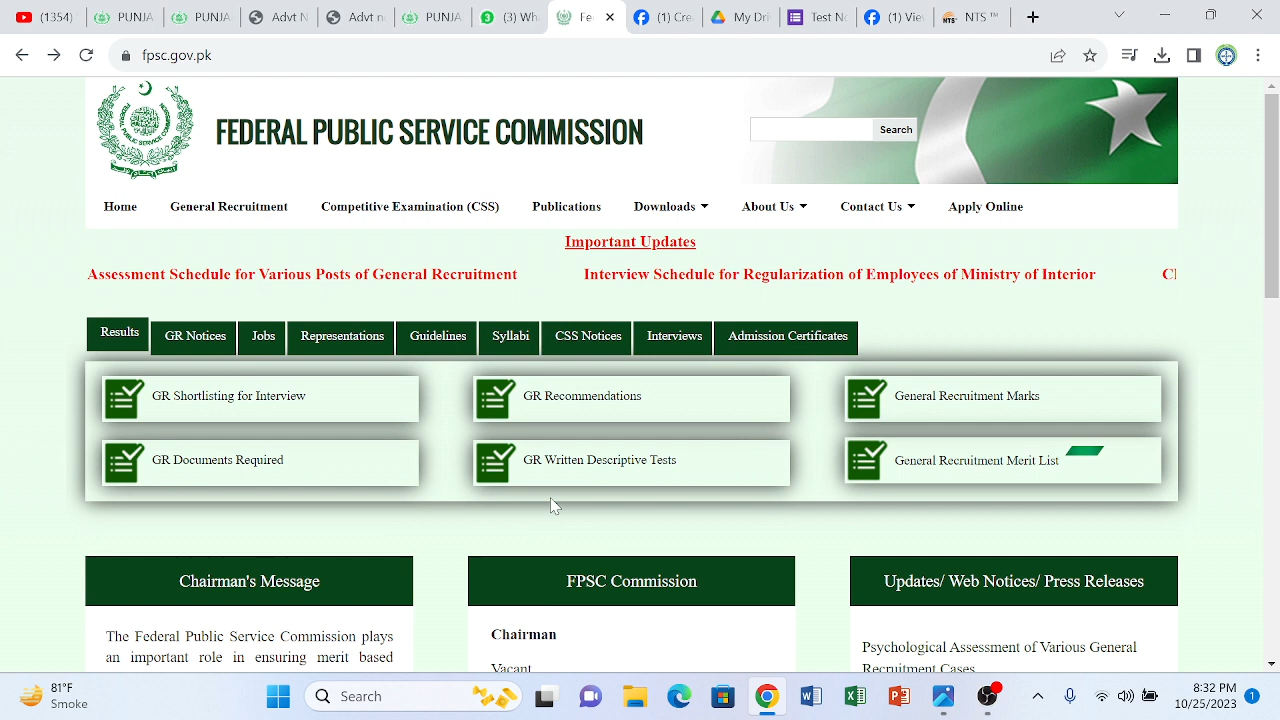 (1354)
PUNJA
PUNJA
Adv N
Adv n
PUNJA
(3) Wh
Fe
(1) Cre
My Dri
Test No
(1) Vie
NTS™
fpsc.gov.pk
FEDERAL PUBLIC SERVICE COMMISSION
Search
Home General Recruitment Competitive Examination (CSS) Publications Downloads About Us Contact Us Apply Online
Important Updates
Assessment Schedule for Various Posts of General Recruitment Interview Schedule for Regularization of Employees of Ministry of Interior
Results GR Notices Jobs Representations Guidelines Syllabi CSS Notices Interviews Admission Certificates
GR Shortlisting for Interview GR Recommendations General Recruitment Marks
GR Documents Required GR Written Descriptive Tests General Recruitment Merit List
Chairman's Message FPSC Commission Updates/ Web Notices/ Press Releases
The Federal Public Service Commission plays
an important role in ensuring merit based
Chairman
Vacant
Psychological Assessment of Various General
Recruitment Cases
81°F
Smoke
Search
8:32 PM
10/25/2023
1